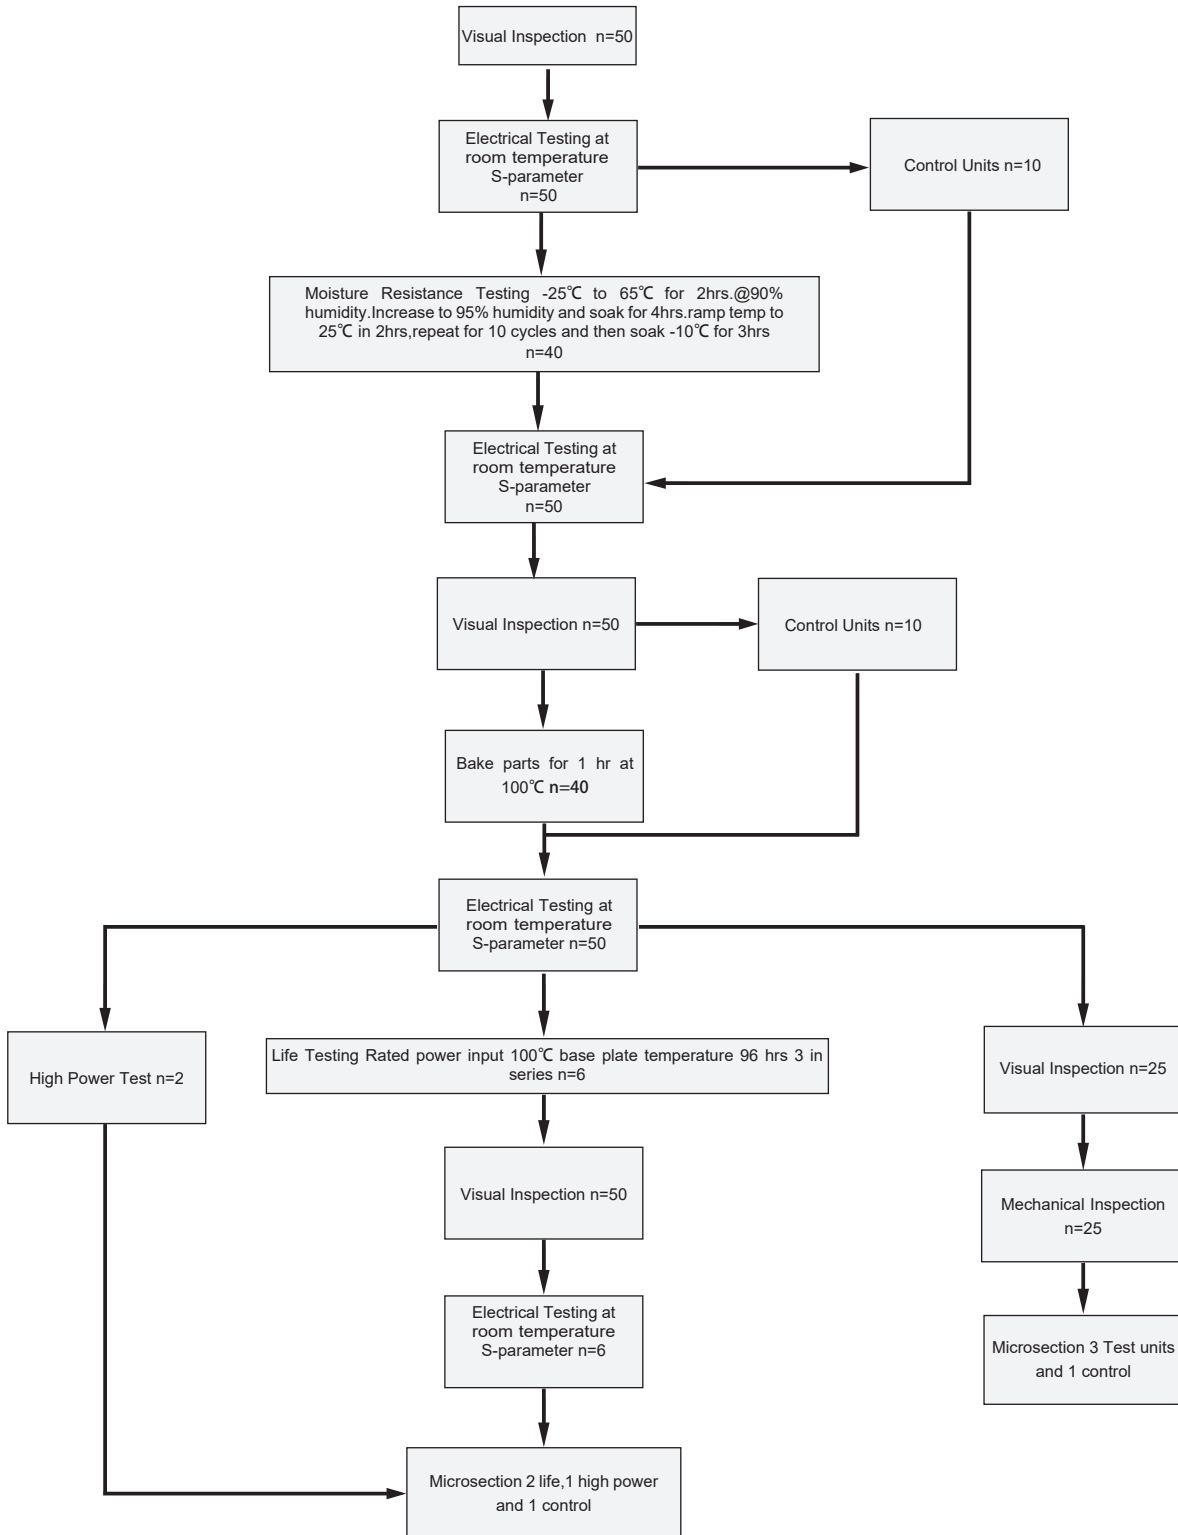 Visual Inspection n=50
Electrical Testing at
room temperature
S-parameter
n=50
Control Units n=10
Moisture Resistance Testing -25℃ to 65℃ for 2hrs.@90%
humidity.Increase to 95% humidity and soak for 4hrs.ramp temp to
25℃ in 2hrs,repeat for 10 cycles and then soak -10℃ for 3hrs
n=40
Electrical Testing at
room temperature
S-parameter
n=50
Visual Inspection n=50
Control Units n=10
Bake parts for 1 hr at
100℃ n=40
Electrical Testing at
room temperature
S-parameter n=50
High Power Test n=2
Life Testing Rated power input 100℃ base plate temperature 96 hrs 3 in
series n=6
Visual Inspection n=25
Visual Inspection n=50
Mechanical Inspection
n=25
Electrical Testing at
room temperature
S-parameter n=6
Microsection 3 Test units
and 1 control
Microsection 2 life,1 high power
and 1 control